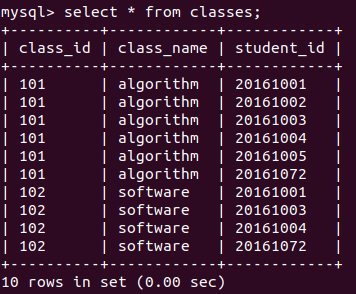 mysql> select * from classes;
+----------+------------+------------+
| class_id | class_name | student_id |
+----------+------------+------------+
| 101      | algorithm  | 20161001   |
| 101      | algorithm  | 20161002   |
| 101      | algorithm  | 20161003   |
| 101      | algorithm  | 20161004   |
| 101      | algorithm  | 20161005   |
| 101      | algorithm  | 20161072   |
| 102      | software   | 20161001   |
| 102      | software   | 20161003   |
| 102      | software   | 20161004   |
| 102      | software   | 20161072   |
+----------+------------+------------+
10 rows in set (0.00 sec)